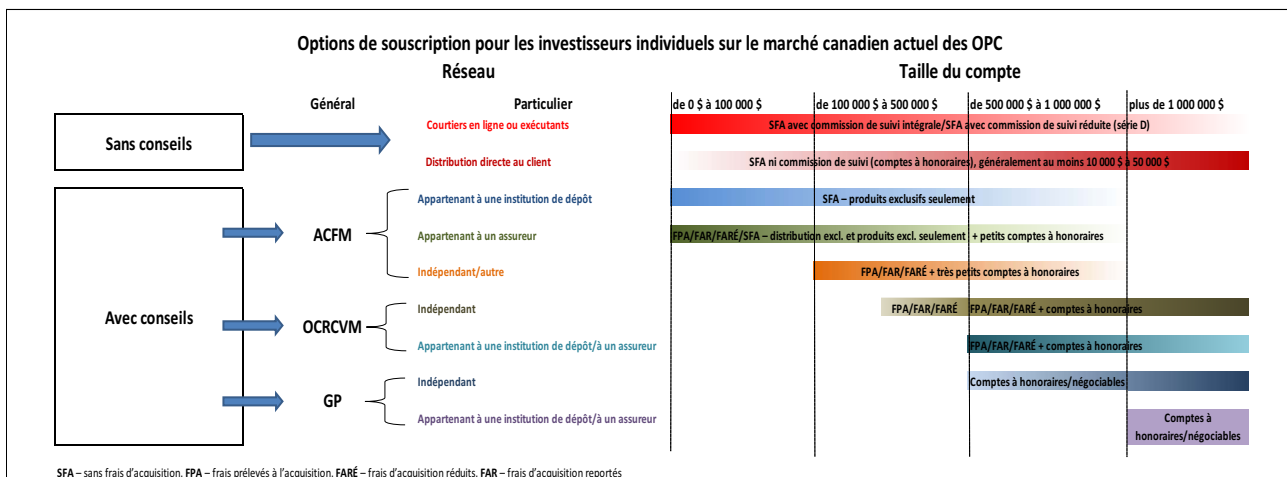 Options de souscription pour les investisseurs individuels sur le marché canadien actuel des OPC
Réseau
Taille du compte
Général
Particulier
de 0 $ à 100 000 $
de 100 000 $ à 500 000 $
de 500 000 $ à 1 000 000 $
plus de 1 000 000 $
Sans conseils
Courtiers en ligne ou exécutants
SFA avec commission de suivi intégrale/SFA avec commission de suivi réduite (série D)
Distribution directe au client
SFA ni commission de suivi (comptes à honoraires), généralement au moins 10 000 $ à 50 000 $
Avec conseils
ACFM
Appartenant à une institution de dépôt
SFA – produits exclusifs seulement
Appartenant à un assureur
FPA/FAR/FARÉ/SFA – distribution excl. et produits excl. seulement + petits comptes à honoraires
Indépendant/autre
FPA/FAR/FARÉ + très petits comptes à honoraires
OCRCVM
Indépendant
FPA/FAR/FARÉ
FPA/FAR/FARÉ + comptes à honoraires
Appartenant à une institution de dépôt/à un assureur
FPA/FAR/FARÉ + comptes à honoraires
GP
Indépendant
Comptes à honoraires/négociables
Appartenant à une institution de dépôt/à un assureur
Comptes à
honoraires/négociables
SFA – sans frais d'acquisition, FPA – frais prélevés à l'acquisition, FARÉ – frais d'acquisition réduits, FAR – frais d'acquisition reportés